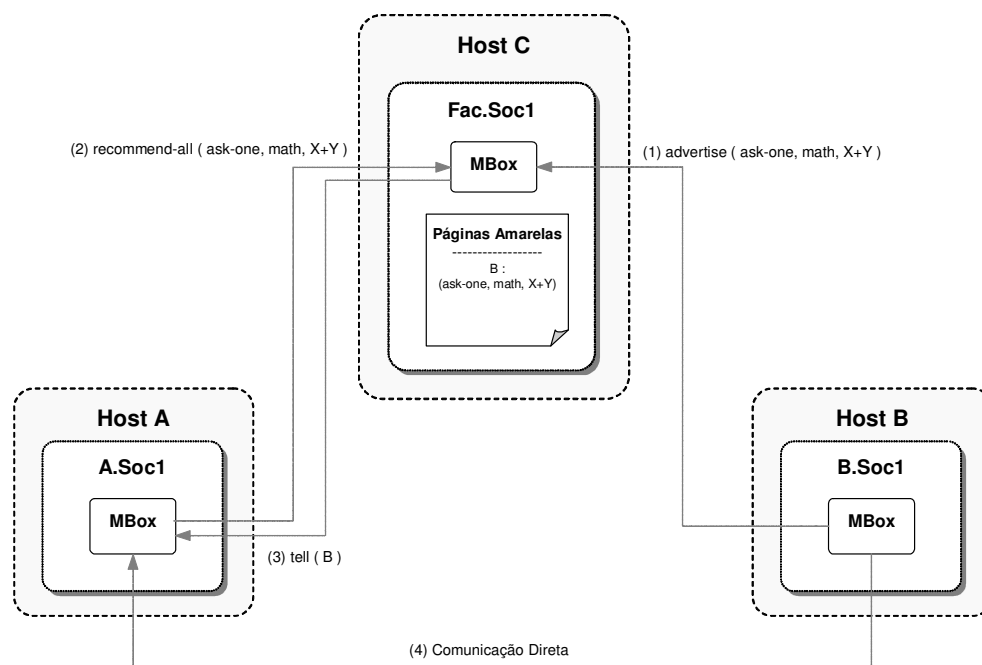 Host C
Fac.Soc1
(2) recommend-all ( ask-one, math, X+Y )
(1) advertise ( ask-one, math, X+Y )
MBox
Páginas Amarelas
-------------------
B :
(ask-one, math, X+Y)
Host A
A.Soc1
MBox
(3) tell ( B )
Host B
B.Soc1
MBox
(4) Comunicação Direta